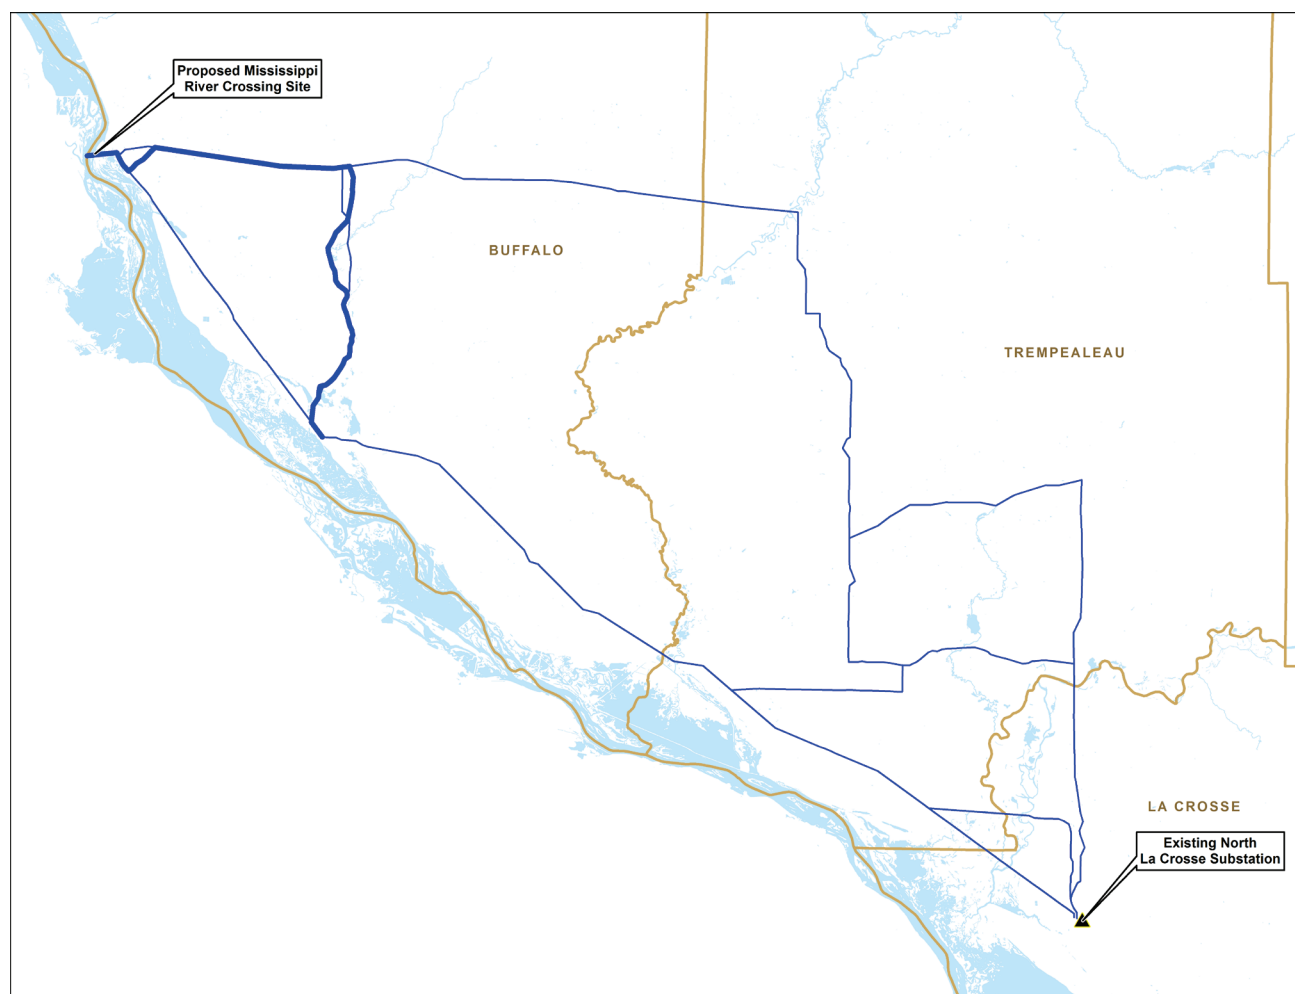 Proposed Mississippi
River Crossing Site
BUFFALO
TREMPEALEAU
LA CROSSE
Existing North
La Crosse Substation